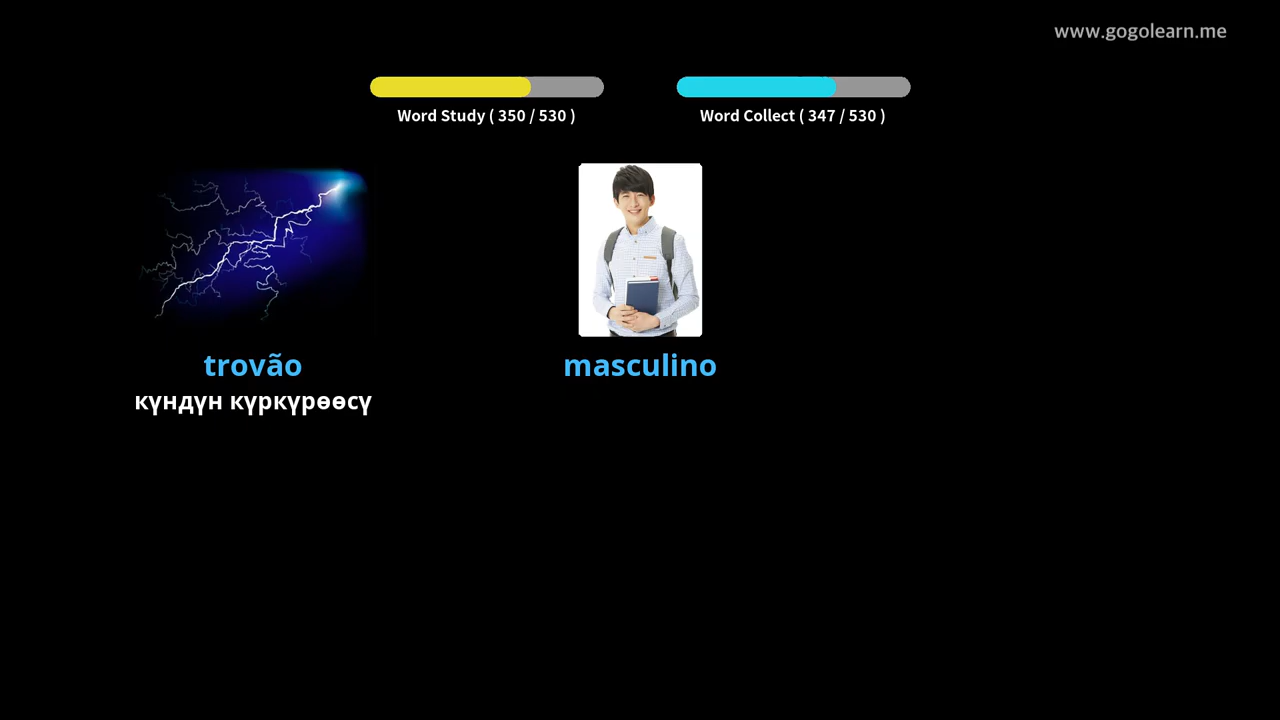 www.gogolearn.me
Word Study ( 350 / 530 )
Word Collect ( 347 / 530 )
trovão
күндүн күркүрөөсү
masculino